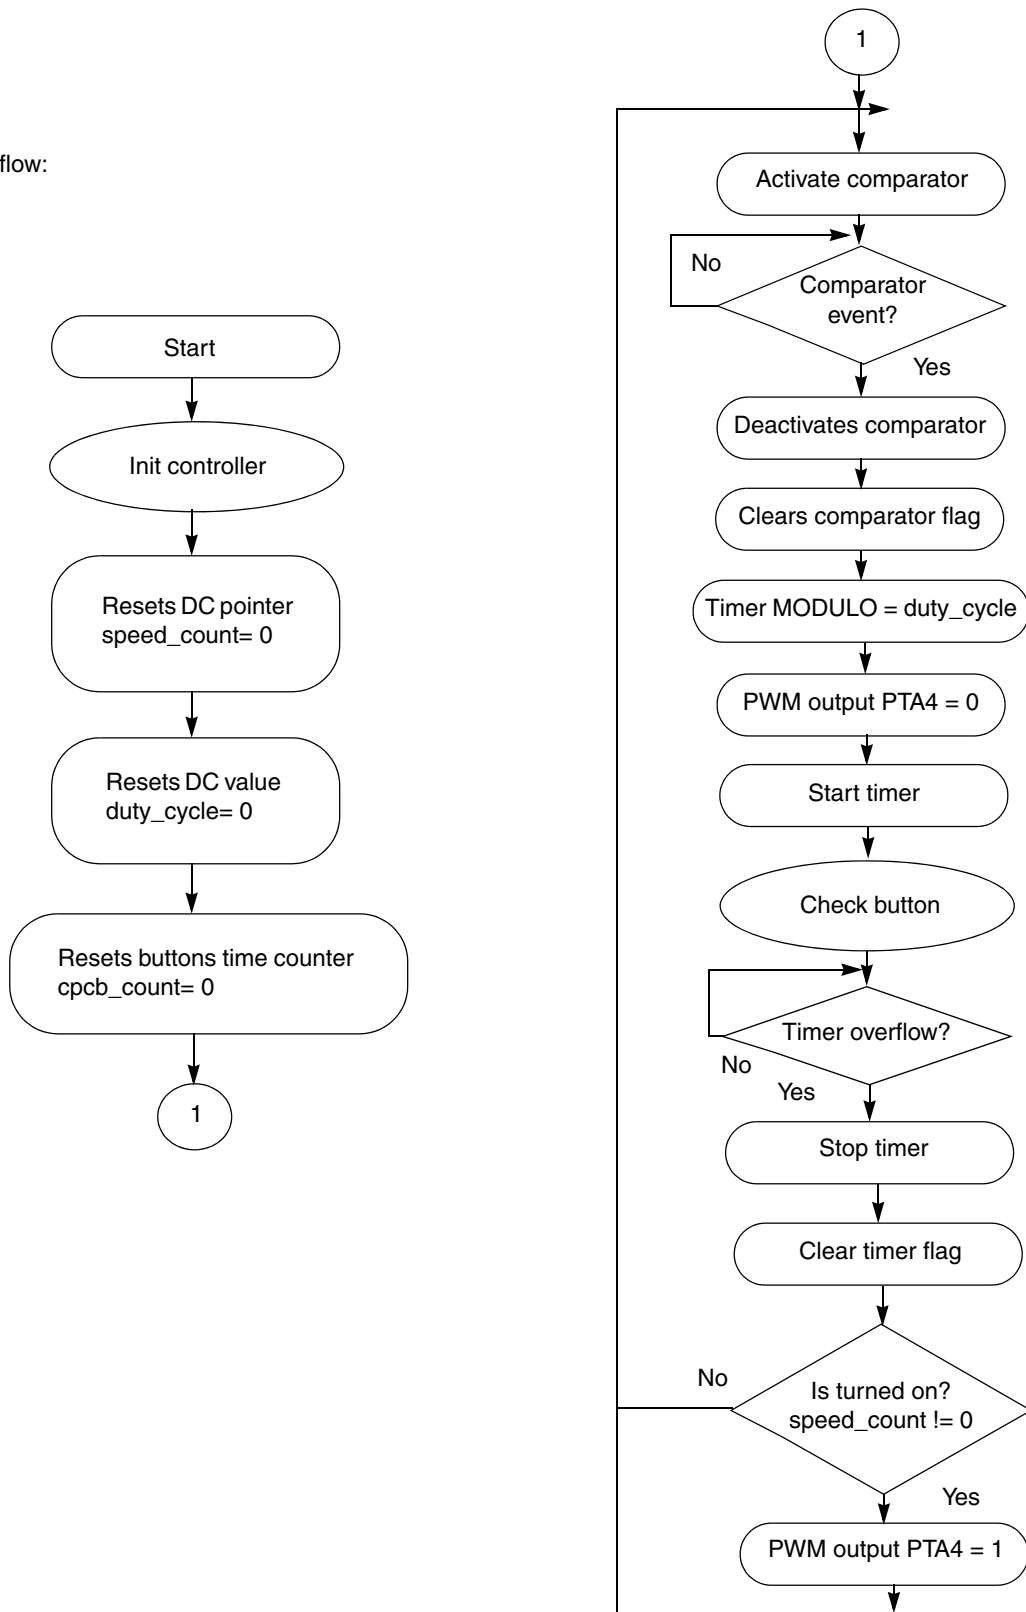 flow:
Start
Init controller
Resets DC pointer
speed_count= 0
Resets DC value
duty_cycle= 0
Resets buttons time counter
cpcb_count= 0
1
1
Activate comparator
No
Comparator
event?
Yes
Deactivates comparator
Clears comparator flag
Timer MODULO = duty_cycle
PWM output PTA4 = 0
Start timer
Check button
Timer overflow?
No
Yes
Stop timer
Clear timer flag
No
Is turned on?
speed_count != 0
Yes
PWM output PTA4 = 1